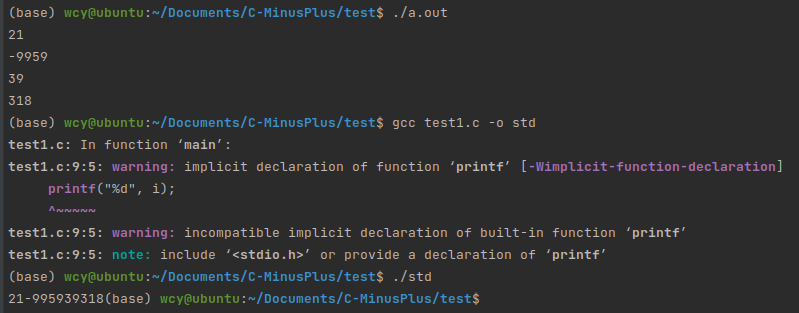 (base) wcy@ubuntu:~/Documents/C-MinusPlus/test$ ./a.out
21
-9959
39
318
(base) wcy@ubuntu:~/Documents/C-MinusPlus/test$ gcc test1.c -o std
test1.c: In function ‘main’:
test1.c:9:5: warning: implicit declaration of function ‘printf’ [-Wimplicit-function-declaration]
     printf("%d", i);
     ^~~~~~
test1.c:9:5: warning: incompatible implicit declaration of built-in function ‘printf’
test1.c:9:5: note: include ‘<stdio.h>’ or provide a declaration of ‘printf’
(base) wcy@ubuntu:~/Documents/C-MinusPlus/test$ ./std
21-995939318(base) wcy@ubuntu:~/Documents/C-MinusPlus/test$